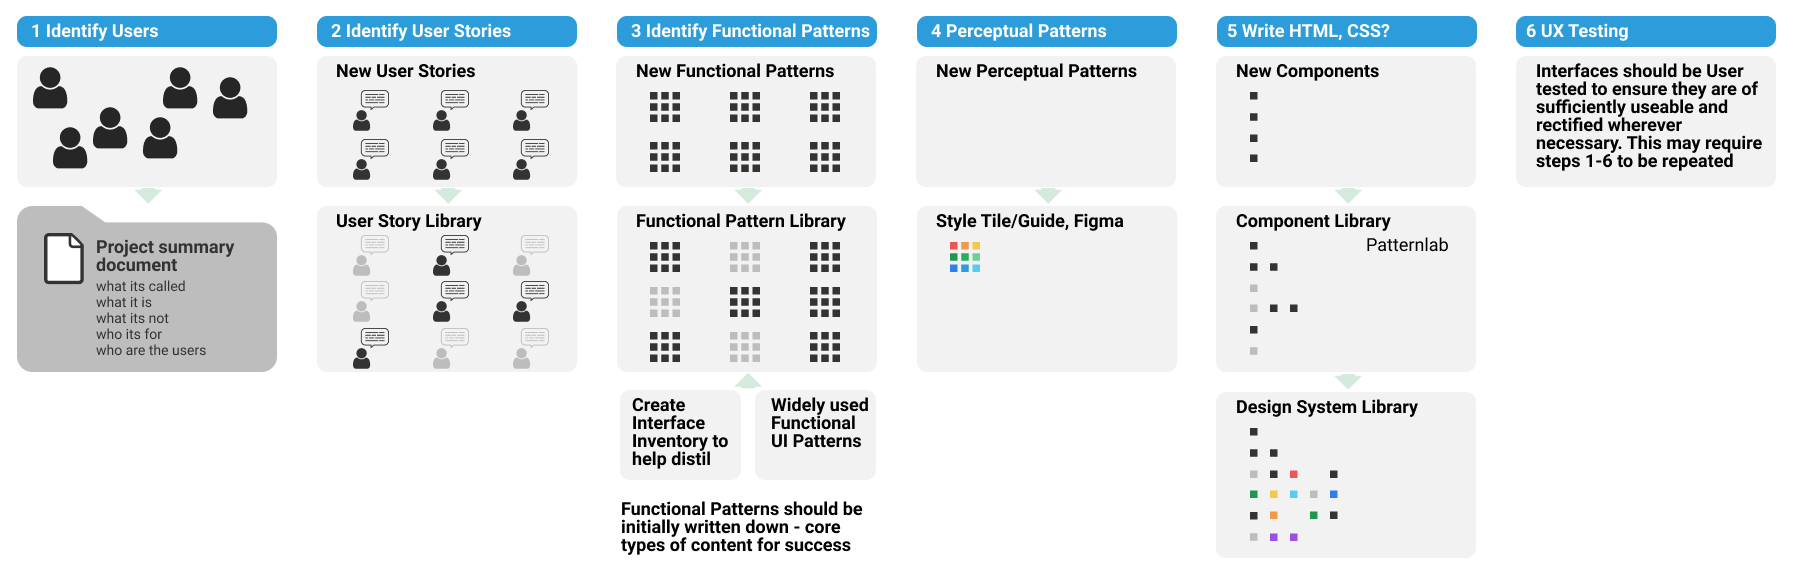 1 Identify Users
2 Identify User Stories
3 Identify Functional Patterns
4 Perceptual Patterns
5 Write HTML, CSS?
6 UX Testing
New User Stories
New Functional Patterns
New Perceptual Patterns
New Components
Interfaces should be User
tested to ensure they are of
sufficiently useable and
rectified wherever
necessary. This may require
steps 1-6 to be repeated
Project summary
document
what its called
what it is
what its not
who its for
who are the users
User Story Library
Functional Pattern Library
Style Tile/Guide, Figma
Component Library
Patternlab
Create
Interface
Inventory to
help distil
Widely used
Functional
UI Patterns
Functional Patterns should be
initially written down - core
types of content for success
Design System Library